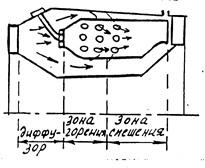 диффу- зона зона
зор горения смешения